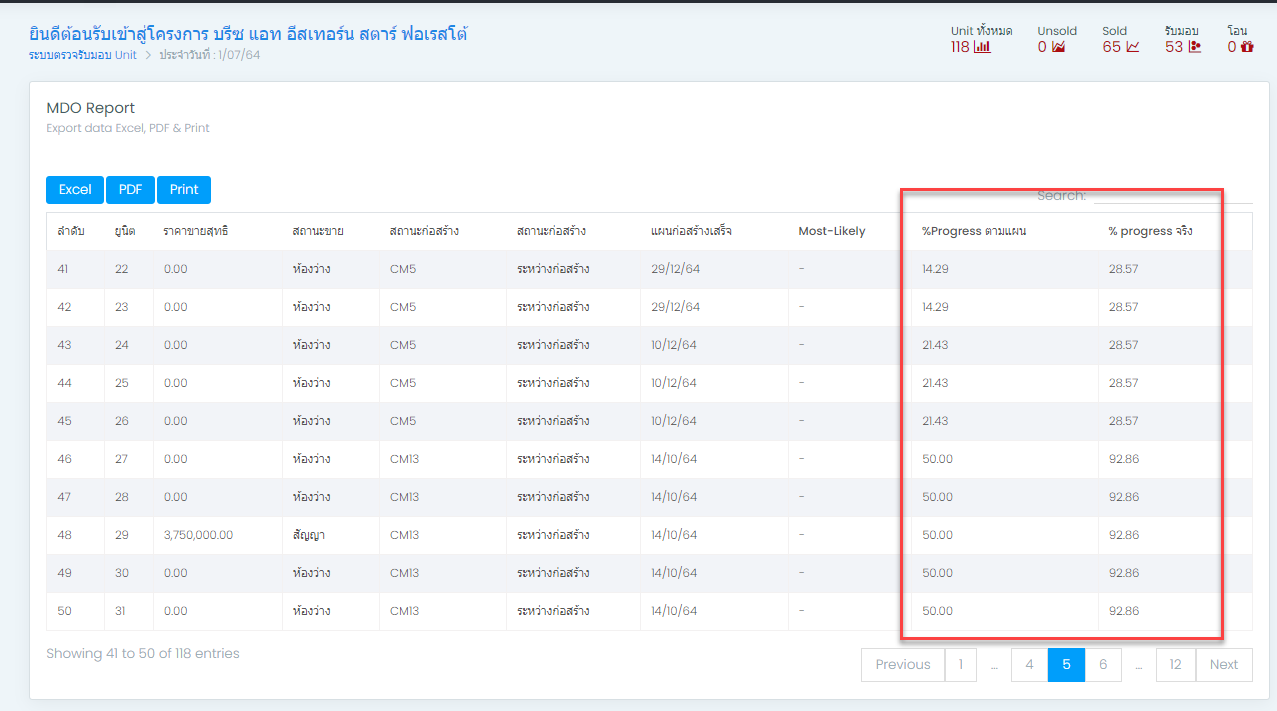 ยินดีต้อนรับเข้าสู่โครงการ บรีซ แอท อีสเทอร์น สตาร์ ฟอเรสโต้
ระบบตรวจรับมอบ Unit > ประจำวันที่ : 1/07/64
Unit ทั้งหมด Unsold Sold รับมอบ โอน
118 0 65 53 0
MDO Report
Export data Excel, PDF & Print
Excel PDF Print
Search:
ลำดับ ยูนิต ราคาขายสุทธิ สถานะขาย สถานะก่อสร้าง สถานะก่อสร้าง แผนก่อสร้างเสร็จ Most-Likely %Progress ตามแผน % progress จริง
41 22 0.00 ห้องว่าง CM5 ระหว่างก่อสร้าง 29/12/64 - 14.29 28.57
42 23 0.00 ห้องว่าง CM5 ระหว่างก่อสร้าง 29/12/64 - 14.29 28.57
43 24 0.00 ห้องว่าง CM5 ระหว่างก่อสร้าง 10/12/64 - 21.43 28.57
44 25 0.00 ห้องว่าง CM5 ระหว่างก่อสร้าง 10/12/64 - 21.43 28.57
45 26 0.00 ห้องว่าง CM5 ระหว่างก่อสร้าง 10/12/64 - 21.43 28.57
46 27 0.00 ห้องว่าง CM13 ระหว่างก่อสร้าง 14/10/64 - 50.00 92.86
47 28 0.00 ห้องว่าง CM13 ระหว่างก่อสร้าง 14/10/64 - 50.00 92.86
48 29 3,750,000.00 สัญญา CM13 ระหว่างก่อสร้าง 14/10/64 - 50.00 92.86
49 30 0.00 ห้องว่าง CM13 ระหว่างก่อสร้าง 14/10/64 - 50.00 92.86
50 31 0.00 ห้องว่าง CM13 ระหว่างก่อสร้าง 14/10/64 - 50.00 92.86
Showing 41 to 50 of 118 entries
Previous 1 ... 4 5 6 ... 12 Next